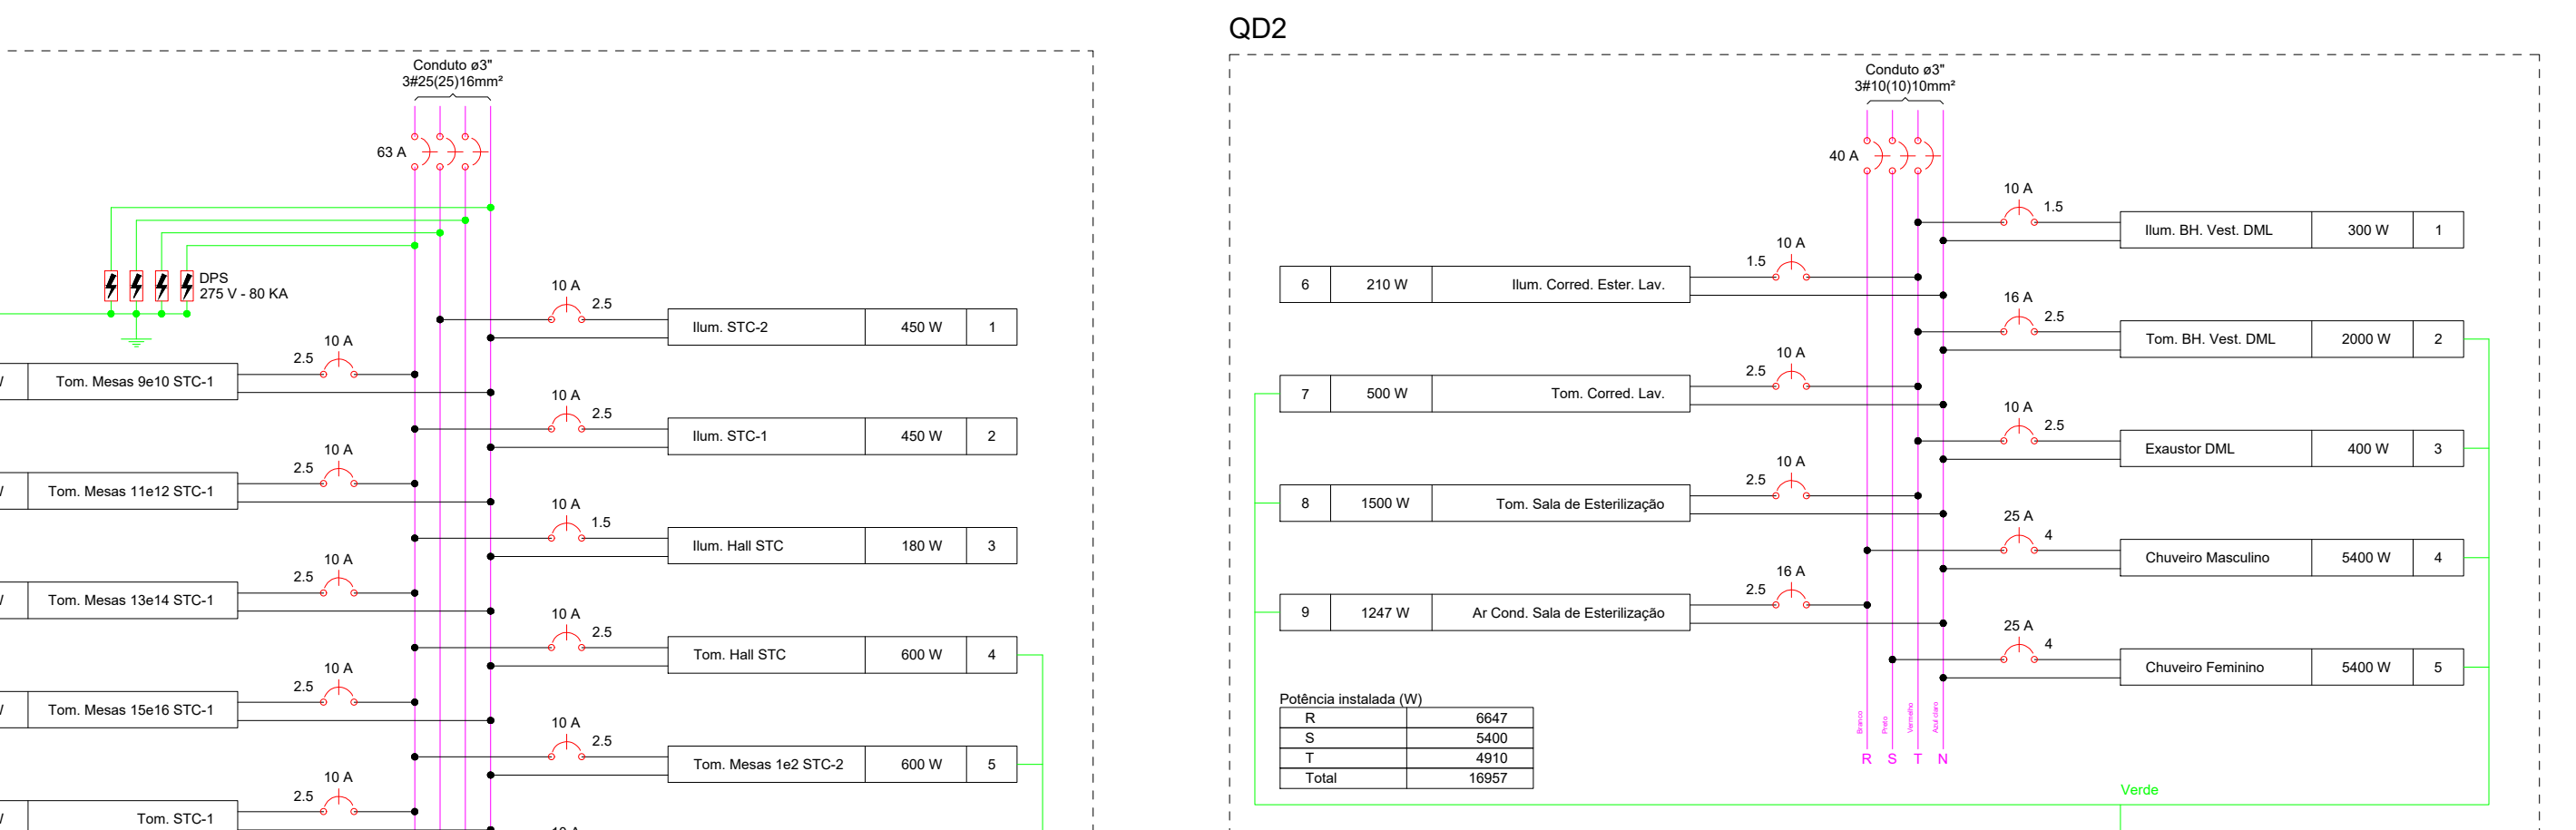 QD2
Conduto ø3"
3#25(25)16mm²
63 A
DPS
275 V - 80 KA
10 A
2.5
Ilum. STC-2
450 W
1
10 A
2.5
W
Tom. Mesas 9e10 STC-1
10 A
2.5
Ilum. STC-1
450 W
2
10 A
2.5
W
Tom. Mesas 11e12 STC-1
10 A
1.5
Ilum. Hall STC
180 W
3
10 A
2.5
W
Tom. Mesas 13e14 STC-1
10 A
2.5
Tom. Hall STC
600 W
4
10 A
2.5
W
Tom. Mesas 15e16 STC-1
10 A
2.5
Tom. Mesas 1e2 STC-2
600 W
5
10 A
2.5
W
Tom. STC-1
10 A
Conduto ø3"
3#10(10)10mm²
40 A
10 A
1.5
Ilum. BH. Vest. DML
300 W
1
10 A
1.5
6
210 W
Ilum. Corred. Ester. Lav.
16 A
2.5
Tom. BH. Vest. DML
2000 W
2
10 A
2.5
7
500 W
Tom. Corred. Lav.
10 A
2.5
Exaustor DML
400 W
3
10 A
2.5
8
1500 W
Tom. Sala de Esterilização
25 A
4
Chuveiro Masculino
5400 W
4
16 A
2.5
9
1247 W
Ar Cond. Sala de Esterilização
25 A
4
Chuveiro Feminino
5400 W
5
Potência instalada (W)
R 6647
S 5400
T 4910
Total 16957
Branco
Preto
Vermelho
Azul claro
R S T N
Verde